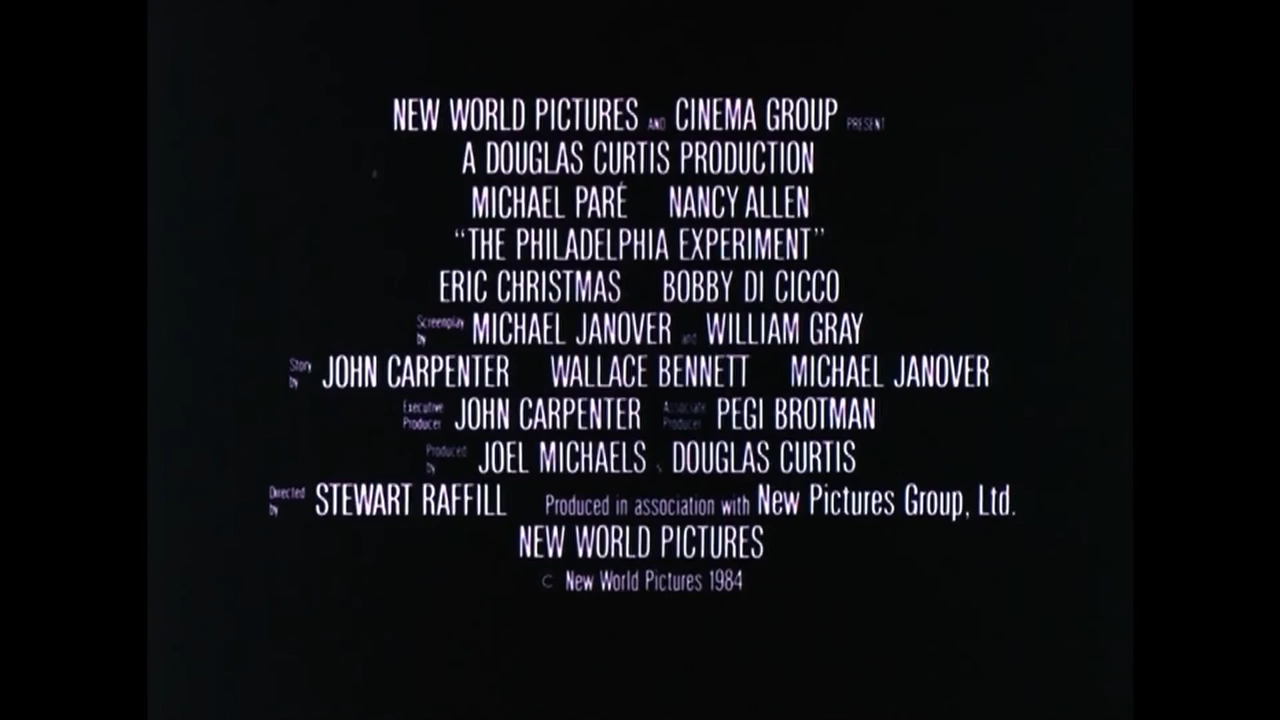 NEW WORLD PICTURES AND CINEMA GROUP PRESENT
A DOUGLAS CURTIS PRODUCTION
MICHAEL PARÉ NANCY ALLEN
“THE PHILADELPHIA EXPERIMENT”
ERIC CHRISTMAS BOBBY DI CICCO
Screenplay by MICHAEL JANOVER and WILLIAM GRAY
Story by JOHN CARPENTER WALLACE BENNETT MICHAEL JANOVER
Executive Producer JOHN CARPENTER Associate Producer PEGI BROTMAN
Produced by JOEL MICHAELS DOUGLAS CURTIS
Directed by STEWART RAFFILL Produced in association with New Pictures Group, Ltd.
NEW WORLD PICTURES
© New World Pictures 1984